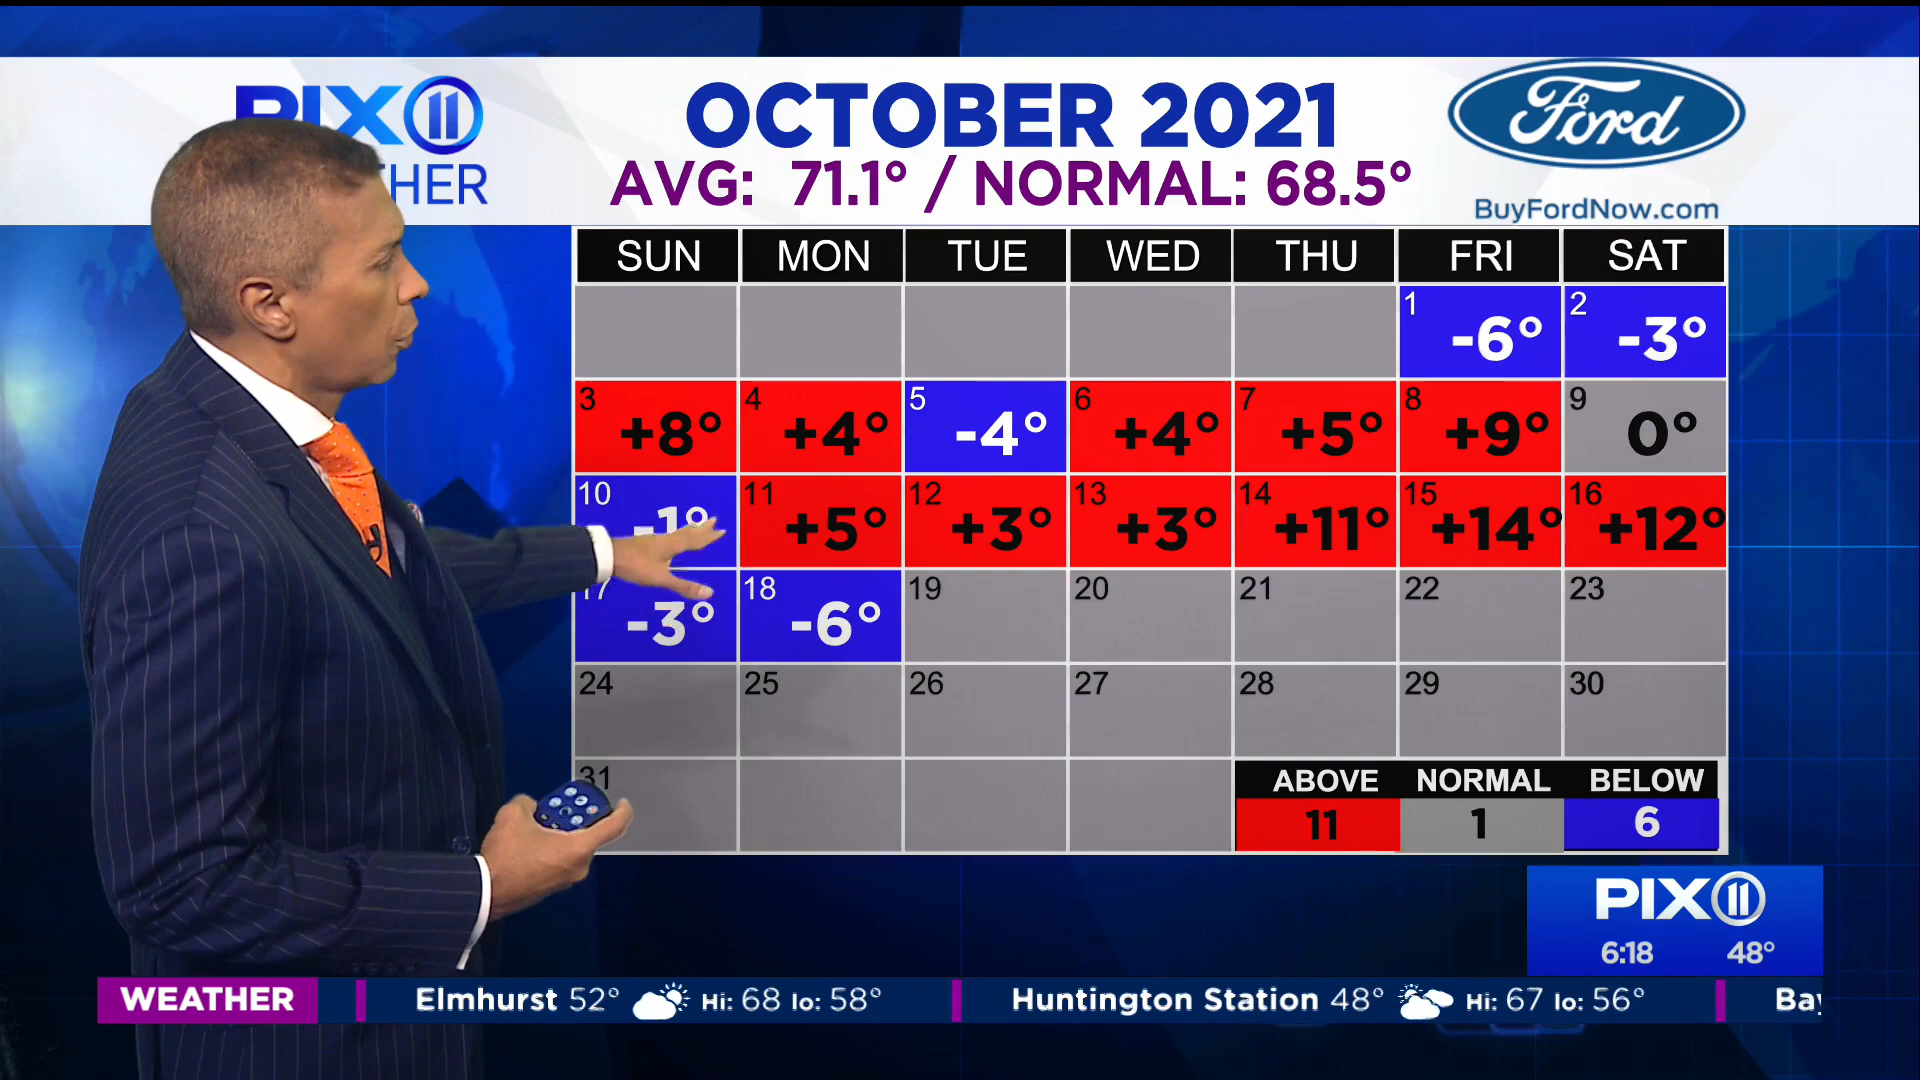 PIX11
HER
OCTOBER 2021
AVG: 71.1° / NORMAL: 68.5°
Ford
BuyFordNow.com
SUN MON TUE WED THU FRI SAT
1 -6° 2 -3°
3 +8° 4 +4° 5 -4° 6 +4° 7 +5° 8 +9° 9 0°
10 -1° 11 +5° 12 +3° 13 +3° 14 +11° 15 +14° 16 +12°
17 -3° 18 -6° 19 20 21 22 23
24 25 26 27 28 29 30
31
ABOVE NORMAL BELOW
11 1 6
PIX11
6:18 48°
WEATHER Elmhurst 52° Hi: 68 lo: 58° Huntington Station 48° Hi: 67 lo: 56° Bay